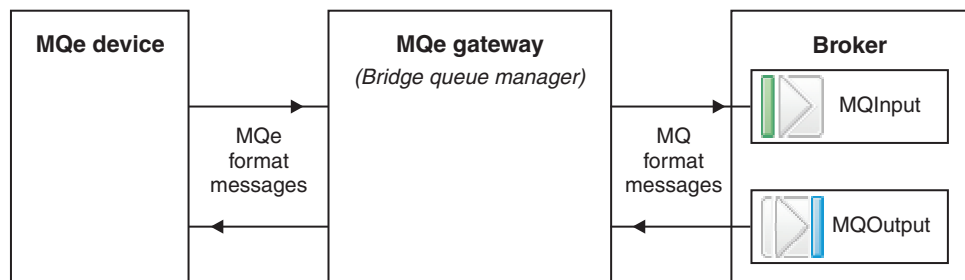 MQe device
MQe gateway
(Bridge queue manager)
Broker
MQInput
MQe
format
messages
MQ
format
messages
MQOutput